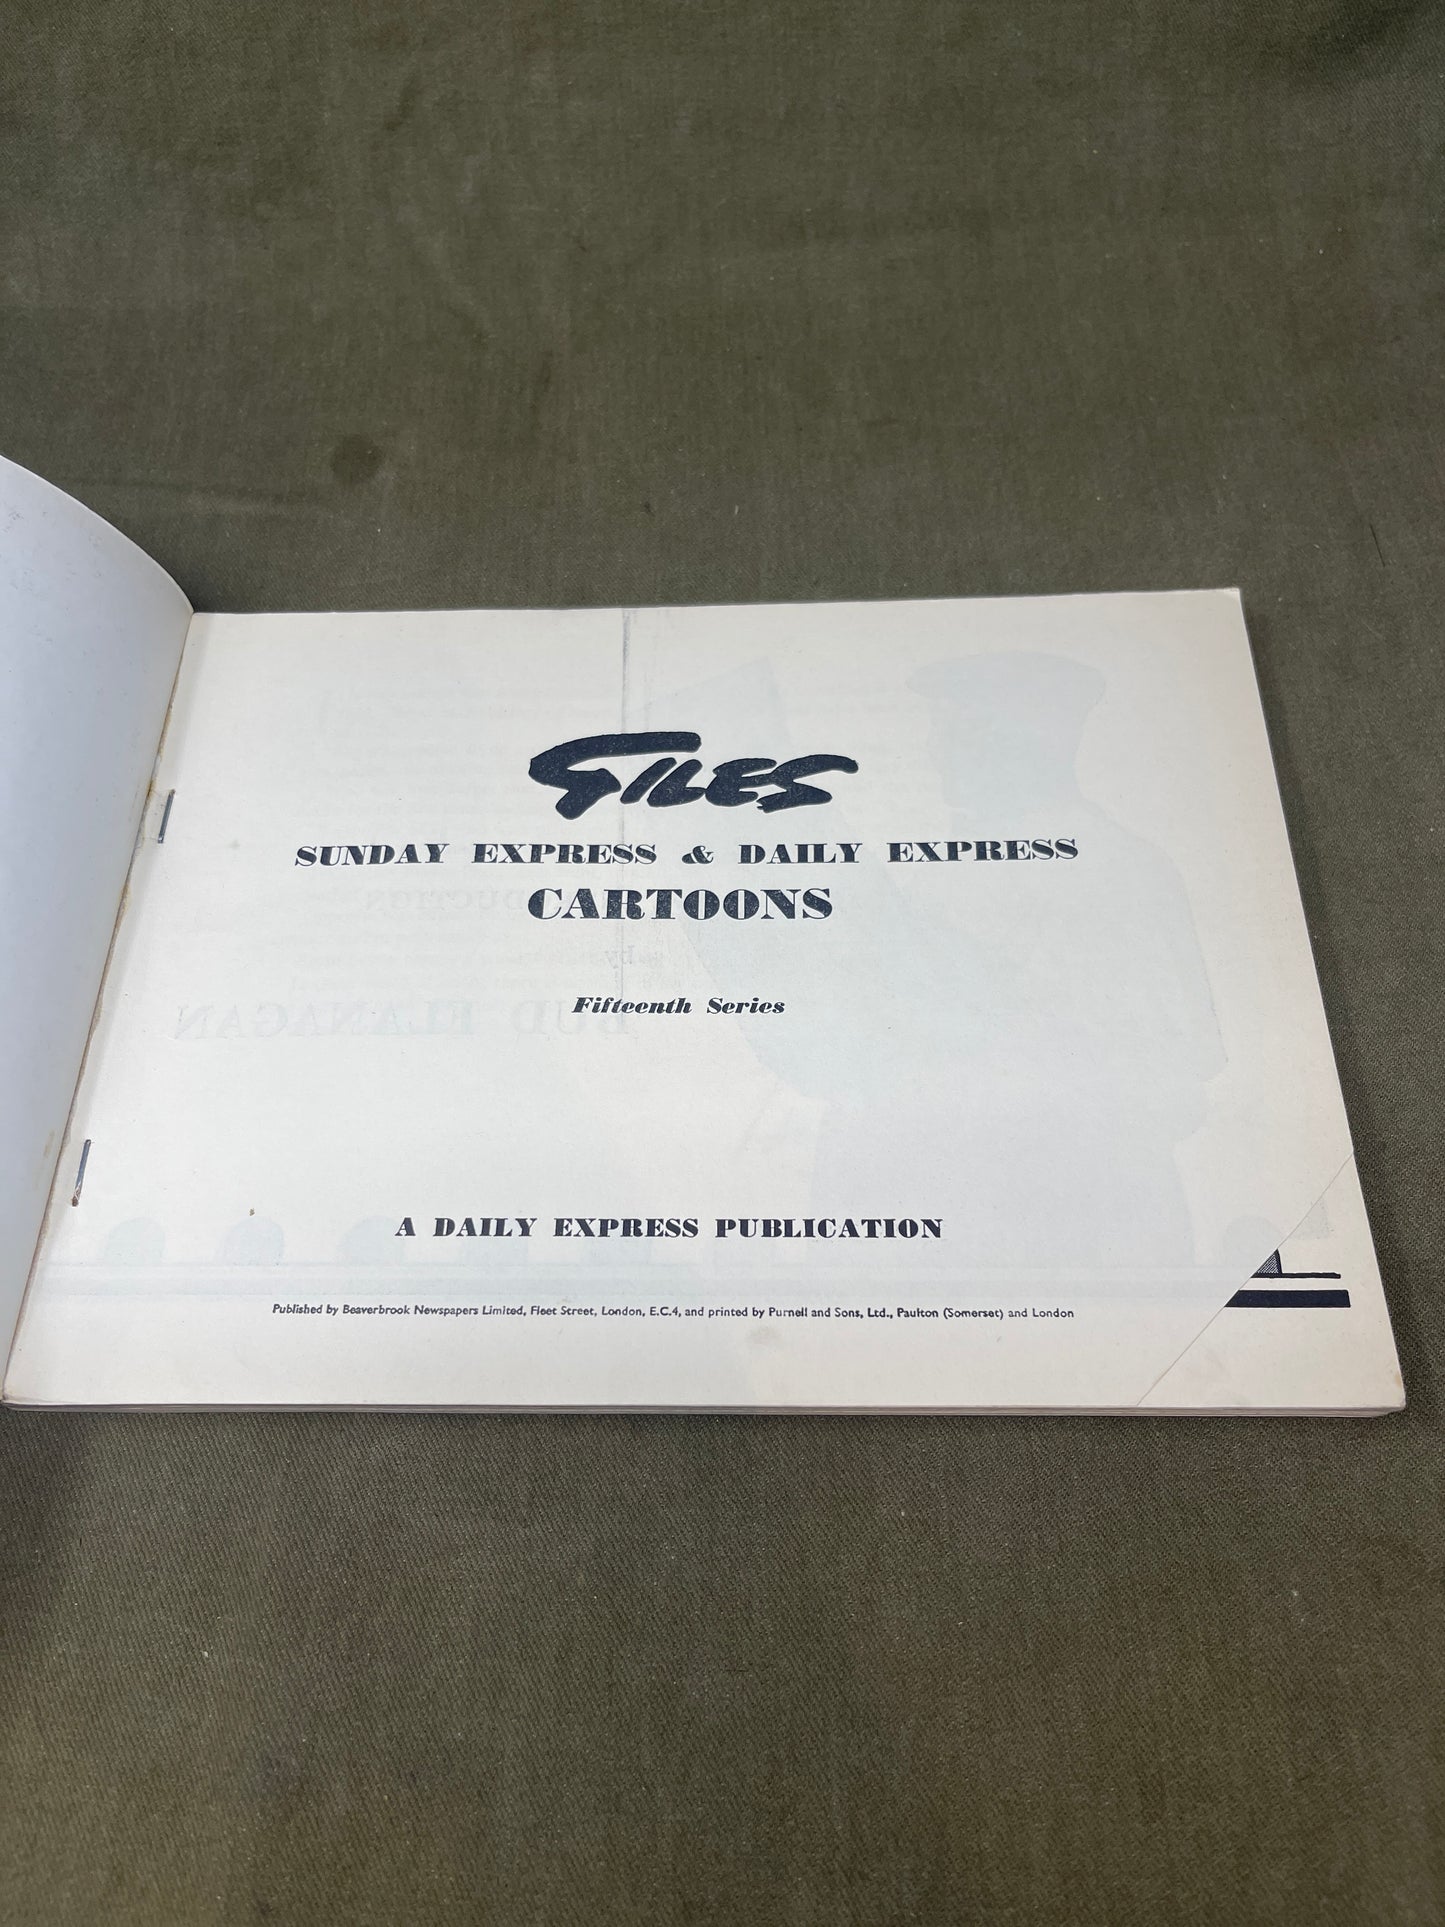 GILES
SUNDAY EXPRESS & DAILY EXPRESS
CARTOONS
Fifteenth Series
A DAILY EXPRESS PUBLICATION
Published by Beaverbrook Newspapers Limited, Fleet Street, London, E.C.4, and printed by Purnell and Sons, Ltd., Paulton (Somerset) and London